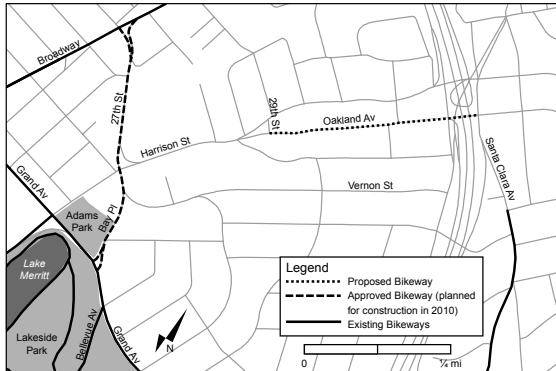 Broadway
27th St
29th St
Oakland Av
Harrison St
Santa Clara Av
Grand Av
Vernon St
Adams
Park
Bay Pl
Lake
Merritt
Lakeside
Park
Bellevue Av
Grand Av
N
Legend
Proposed Bikeway
Approved Bikeway (planned
for construction in 2010)
Existing Bikeways
0
¼ mi